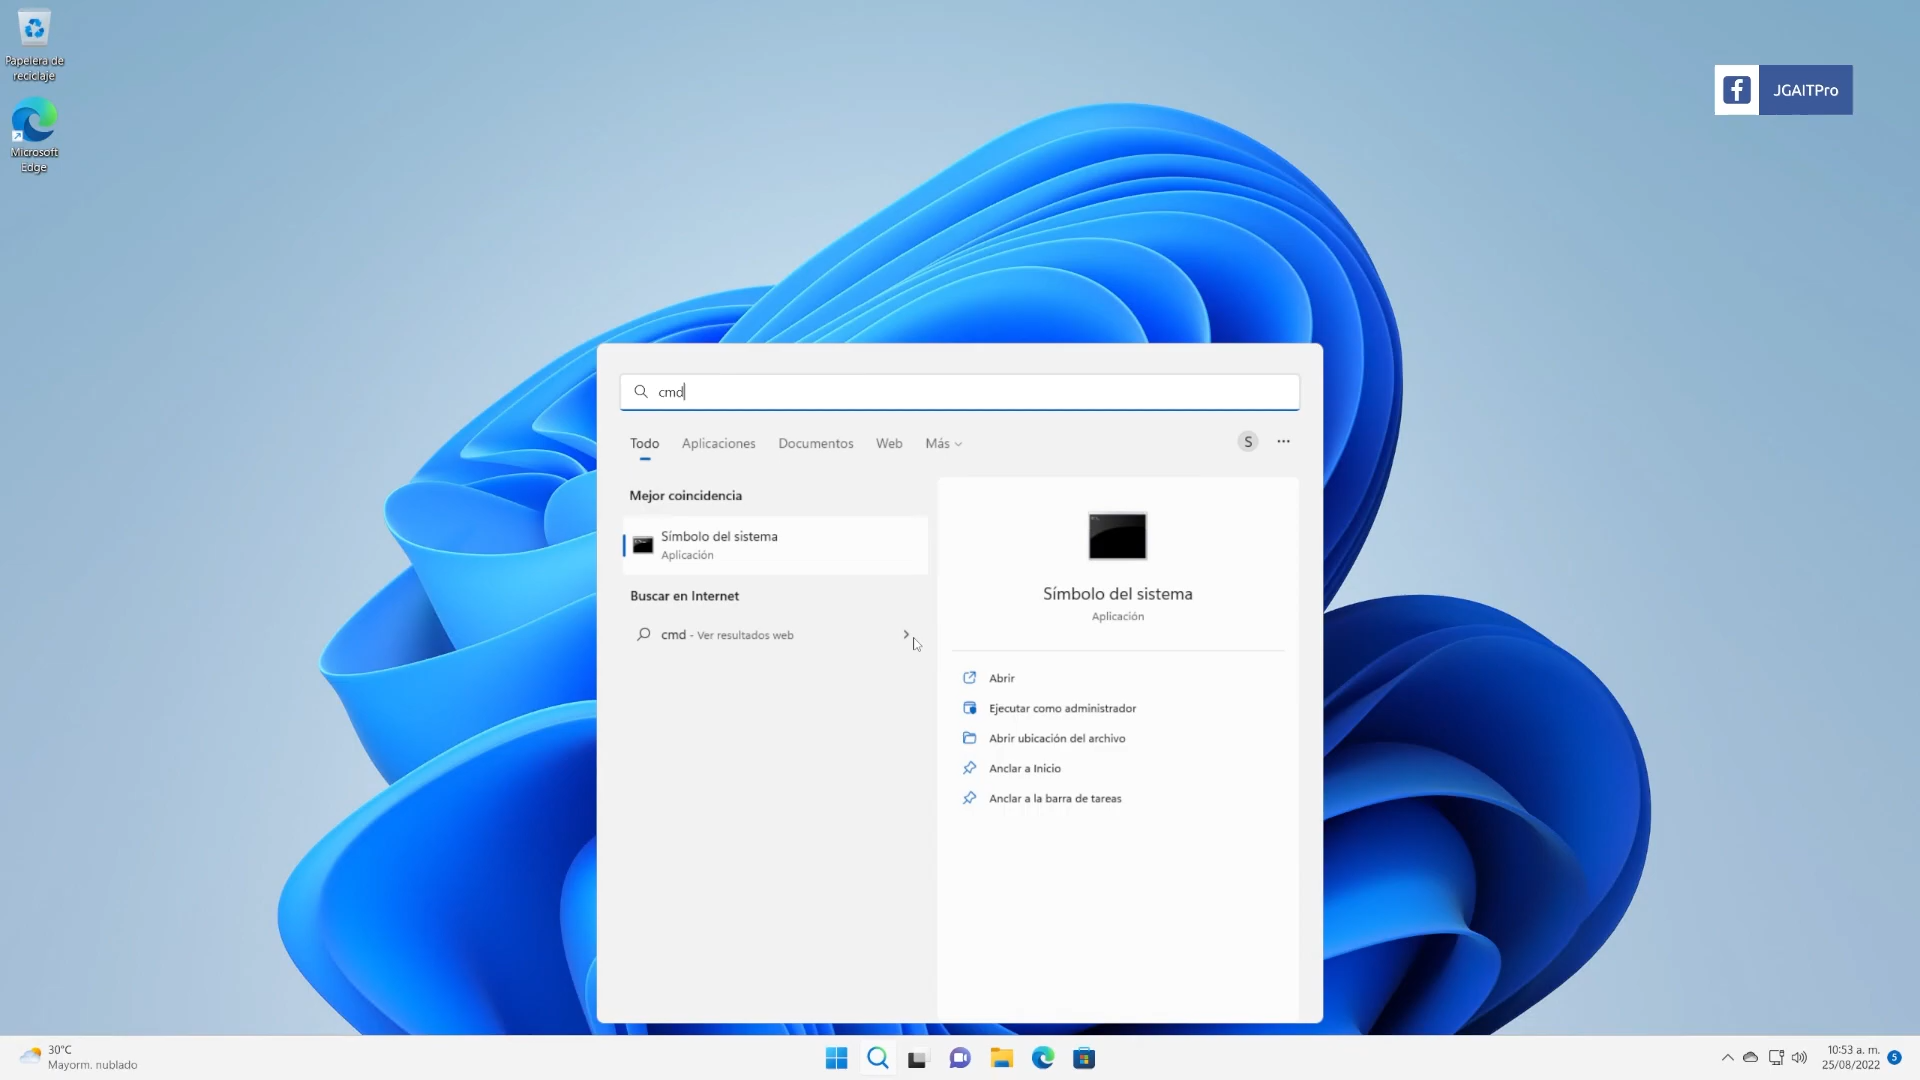 Papelera de
reciclaje
Microsoft
Edge
JGAITPro
cmd
Todo
Aplicaciones
Documentos
Web
Más
S
Mejor coincidencia
Símbolo del sistema
Aplicación
Buscar en Internet
cmd - Ver resultados web
Símbolo del sistema
Aplicación
Abrir
Ejecutar como administrador
Abrir ubicación del archivo
Anclar a Inicio
Anclar a la barra de tareas
30°C
Mayorm. nublado
10:53 a. m.
25/08/2022
5